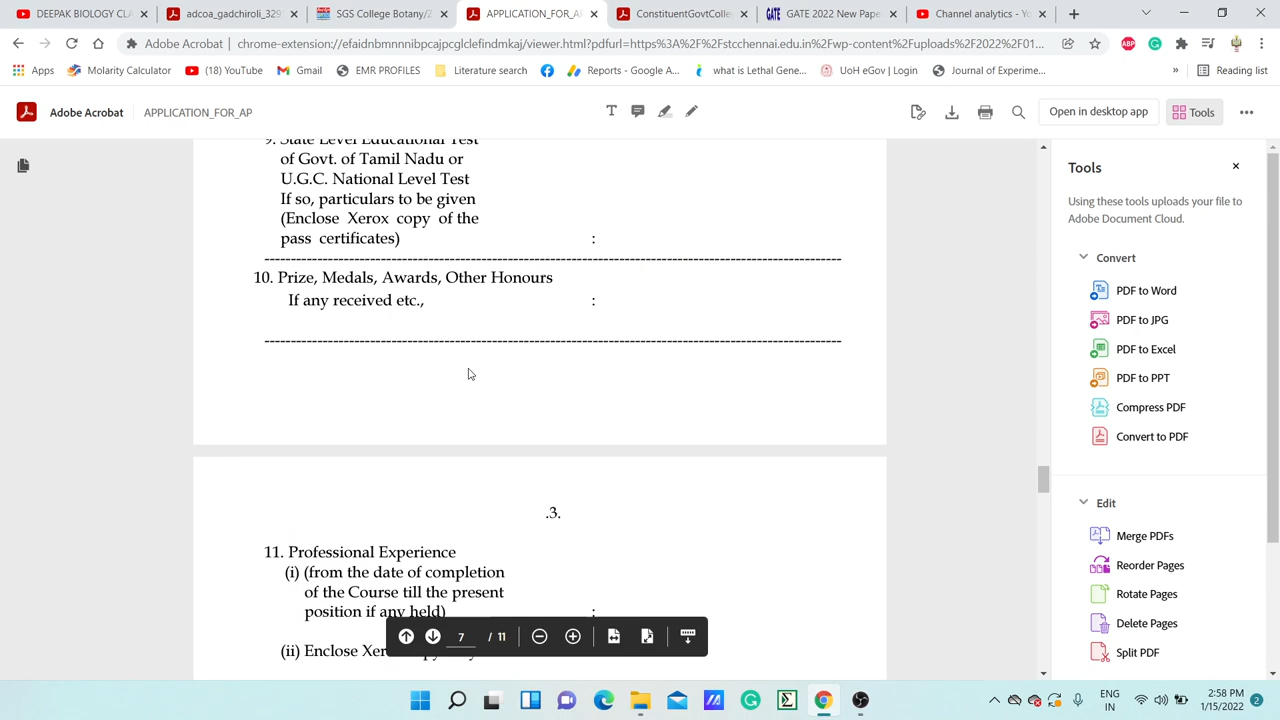 DEEPAK BIOLOGY CL
adcoa_gadchiroli_329
SGS College Botany/2
APPLICATION_FOR_AP
ConstituentGovtColle
GATE GATE 2022 New Pa
Channel analytics - Y
Adobe Acrobat | chrome-extension://efaidnbmnnnibpcajpcglclefindmkaj/viewer.html?pdfurl=https%3A%2F%2Fstcchennai.edu.in%2Fwp-content%2Fuploads%2F2022%2F01...
ABP
Apps
Molarity Calculator
(18) YouTube
Gmail
EMR PROFILES
Literature search
Reports - Google A...
what is Lethal Gene...
UoH eGov | Login
Journal of Experime...
»
Reading list
Adobe Acrobat
APPLICATION_FOR_AP
Open in desktop app
Tools
9. State Level Educational Test
of Govt. of Tamil Nadu or
U.G.C. National Level Test
If so, particulars to be given
(Enclose Xerox copy of the
pass certificates) :
10. Prize, Medals, Awards, Other Honours
If any received etc., :
.3.
11. Professional Experience
(i) (from the date of completion
of the Course till the present
position if any held) :
(ii) Enclose
7 / 11
Tools
Using these tools uploads your file to
Adobe Document Cloud.
Convert
PDF to Word
PDF to JPG
PDF to Excel
PDF to PPT
Compress PDF
Convert to PDF
Edit
Merge PDFs
Reorder Pages
Rotate Pages
Delete Pages
Split PDF
ENG
IN
2:58 PM
1/15/2022
2